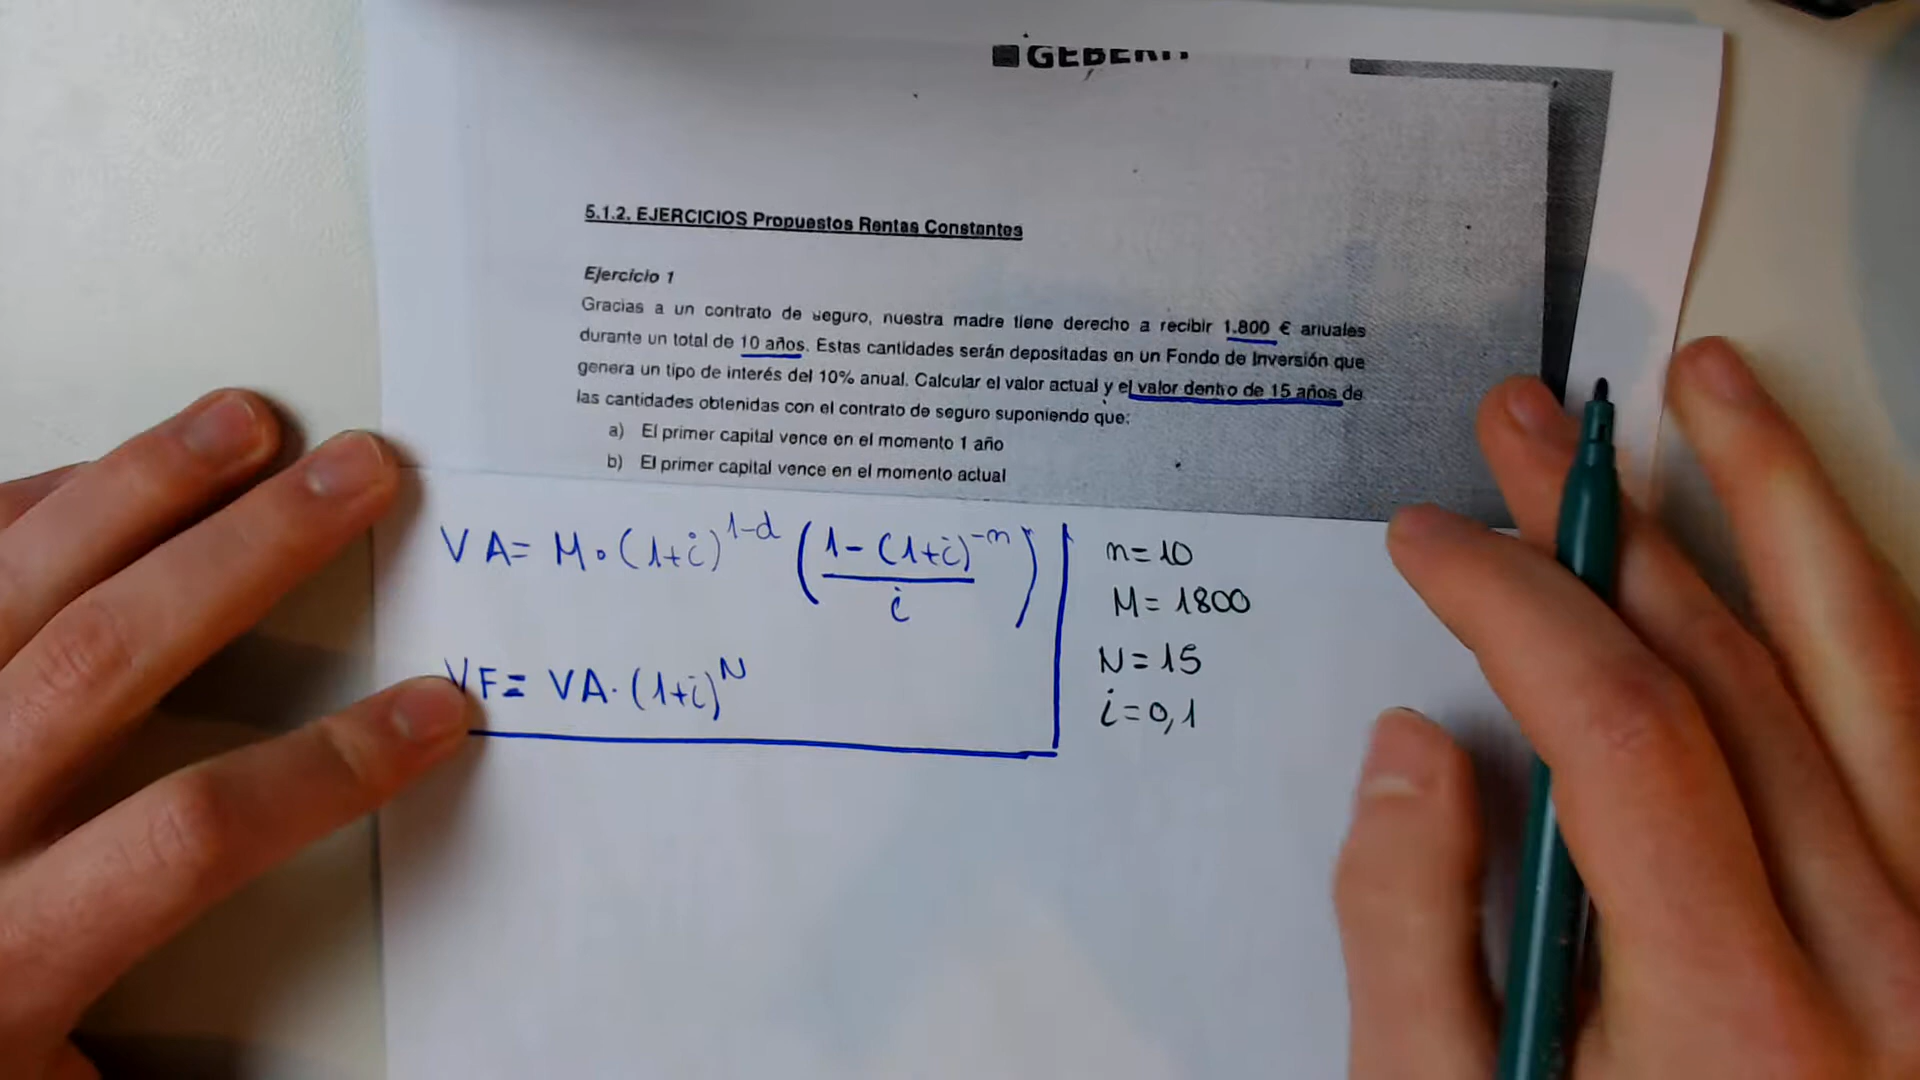 GEBERIT
5.1.2. EJERCICIOS Propuestos Rentas Constantes
Ejercicio 1
Gracias a un contrato de seguro, nuestra madre tiene derecho a recibir 1.800 € anuales
durante un total de 10 años. Estas cantidades serán depositadas en un Fondo de Inversión que
genera un tipo de interés del 10% anual. Calcular el valor actual y el valor dentro de 15 años de
las cantidades obtenidas con el contrato de seguro suponiendo que:
a) El primer capital vence en el momento 1 año
b) El primer capital vence en el momento actual
VA= M·(1+i)^1-d (1-(1+i)^-n / i)
VF= VA·(1+i)^N
n=10
M=1800
N=15
i=0,1